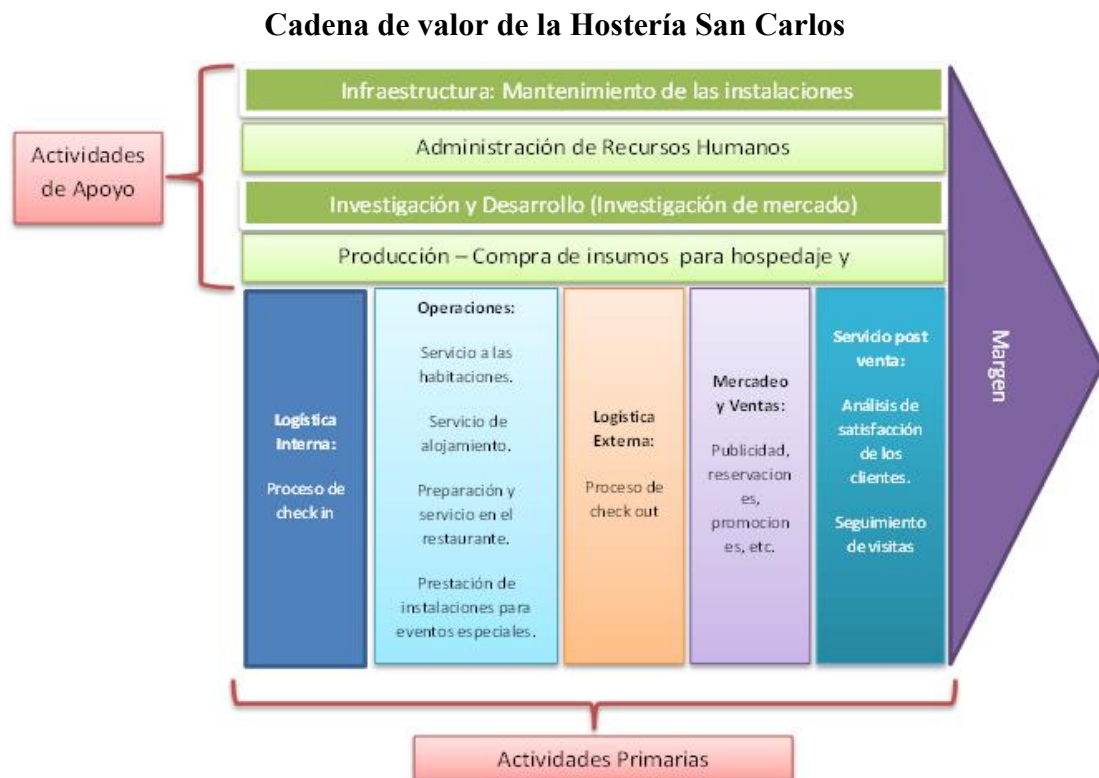 Cadena de valor de la Hostería San Carlos
Infraestructura: Mantenimiento de las instalaciones
Administración de Recursos Humanos
Investigación y Desarrollo (Investigación de mercado)
Producción – Compra de insumos para hospedaje y
Actividades
de Apoyo
Logística
Interna:
Proceso de
check in
Operaciones:
Servicio a las
habitaciones.
Servicio de
alojamiento.
Preparación y
servicio en el
restaurante.
Prestación de
instalaciones para
eventos especiales.
Logística
Externa:
Proceso de
check out
Mercadeo
y Ventas:
Publicidad,
reservacion
es,
promocion
es, etc.
Servicio post
venta:
Análisis de
satisfacción
de los
clientes.
Seguimiento
de visitas
Margen
Actividades Primarias